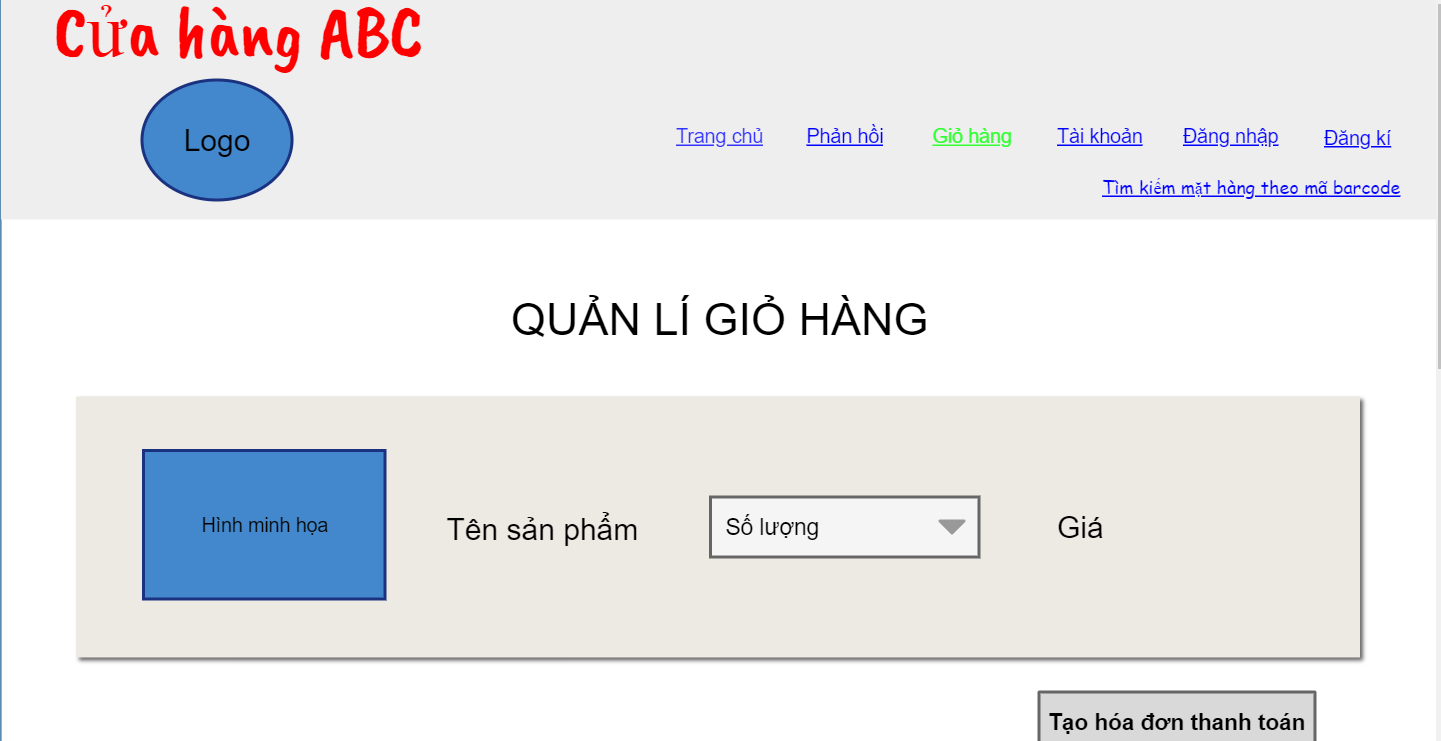 Cửa hàng ABC
Logo
Trang chủ Phản hồi Giỏ hàng Tài khoản Đăng nhập Đăng kí
Tìm kiếm mặt hàng theo mã barcode
QUẢN LÍ GIỎ HÀNG
Hình minh họa Tên sản phẩm Số lượng Giá
Tạo hóa đơn thanh toán